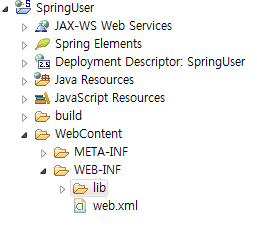 SpringUser
JAX-WS Web Services
Spring Elements
Deployment Descriptor: SpringUser
Java Resources
JavaScript Resources
build
WebContent
META-INF
WEB-INF
lib
web.xml